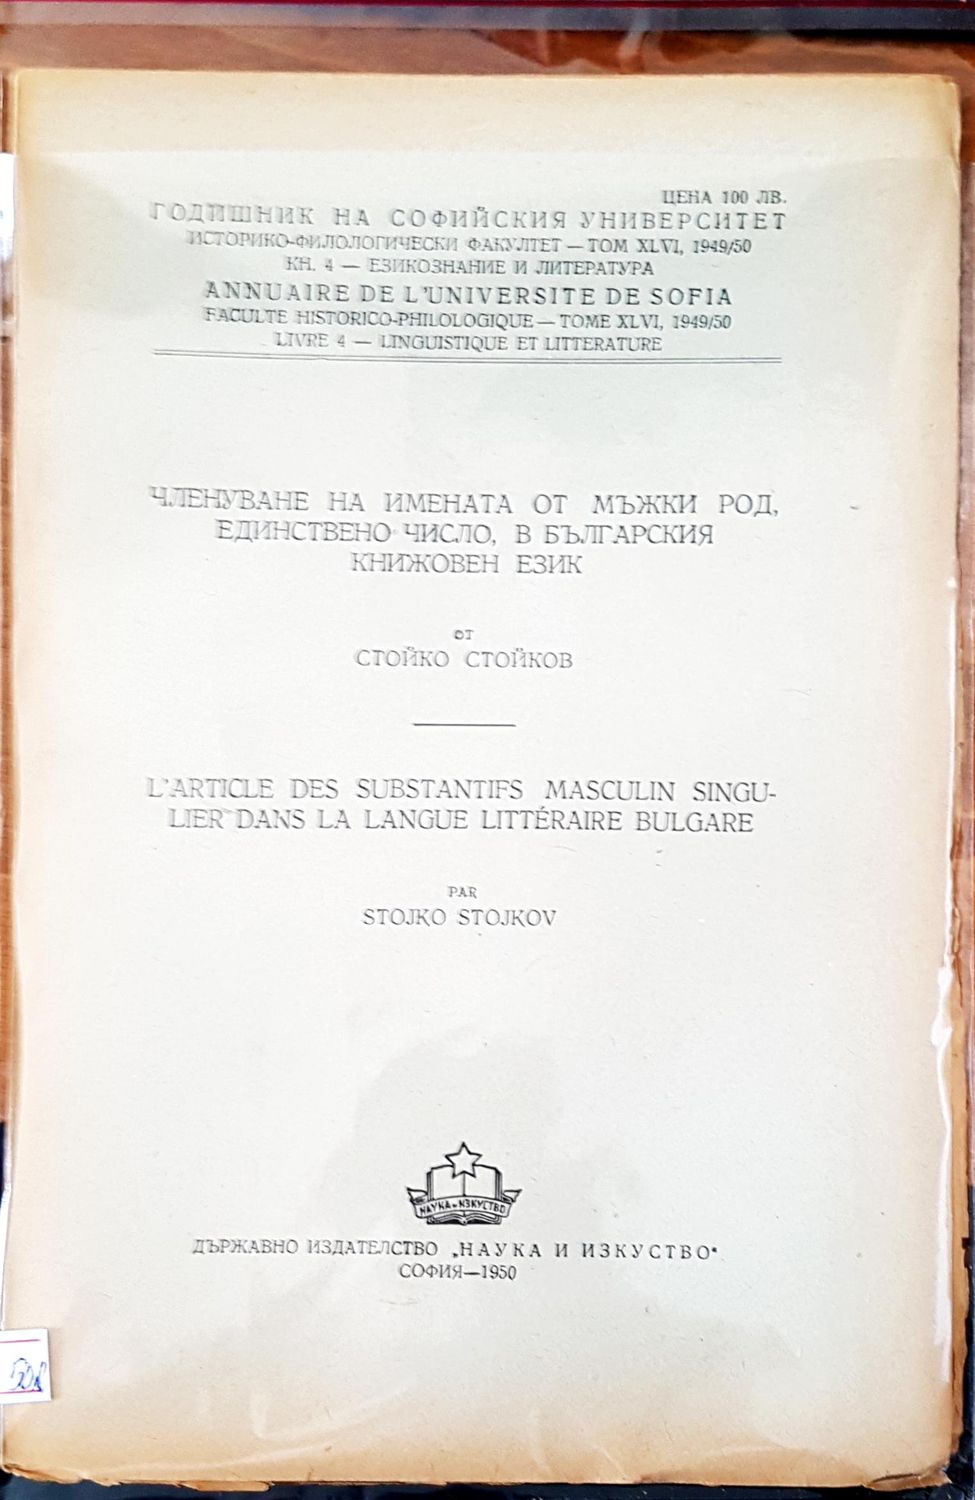 ЦЕНА 100 ЛВ.
ГОДИШНИК НА СОФИЙСКИЯ УНИВЕРСИТЕТ
ИСТОРИКО-ФИЛОЛОГИЧЕСКИ ФАКУЛТЕТ — ТОМ XLVI, 1949/50
КН. 4 — ЕЗИКОЗНАНИЕ И ЛИТЕРАТУРА
ANNUAIRE DE L'UNIVERSITE DE SOFIA
FACULTE HISTORICO-PHILOLOGIQUE — TOME XLVI, 1949/50
LIVRE 4 — LINGUISTIQUE ET LITTERATURE
ЧЛЕНУВАНЕ НА ИМЕНАТА ОТ МЪЖКИ РОД,
ЕДИНСТВЕНО ЧИСЛО, В БЪЛГАРСКИЯ
КНИЖОВЕН ЕЗИК
ОТ
СТОЙКО СТОЙКОВ
L'ARTICLE DES SUBSTANTIFS MASCULIN SINGU-
LIER DANS LA LANGUE LITTÉRAIRE BULGARE
PAR
STOJKO STOJKOV
НАУКА и ИЗКУСТВО
ДЪРЖАВНО ИЗДАТЕЛСТВО „НАУКА И ИЗКУСТВО“
СОФИЯ—1950